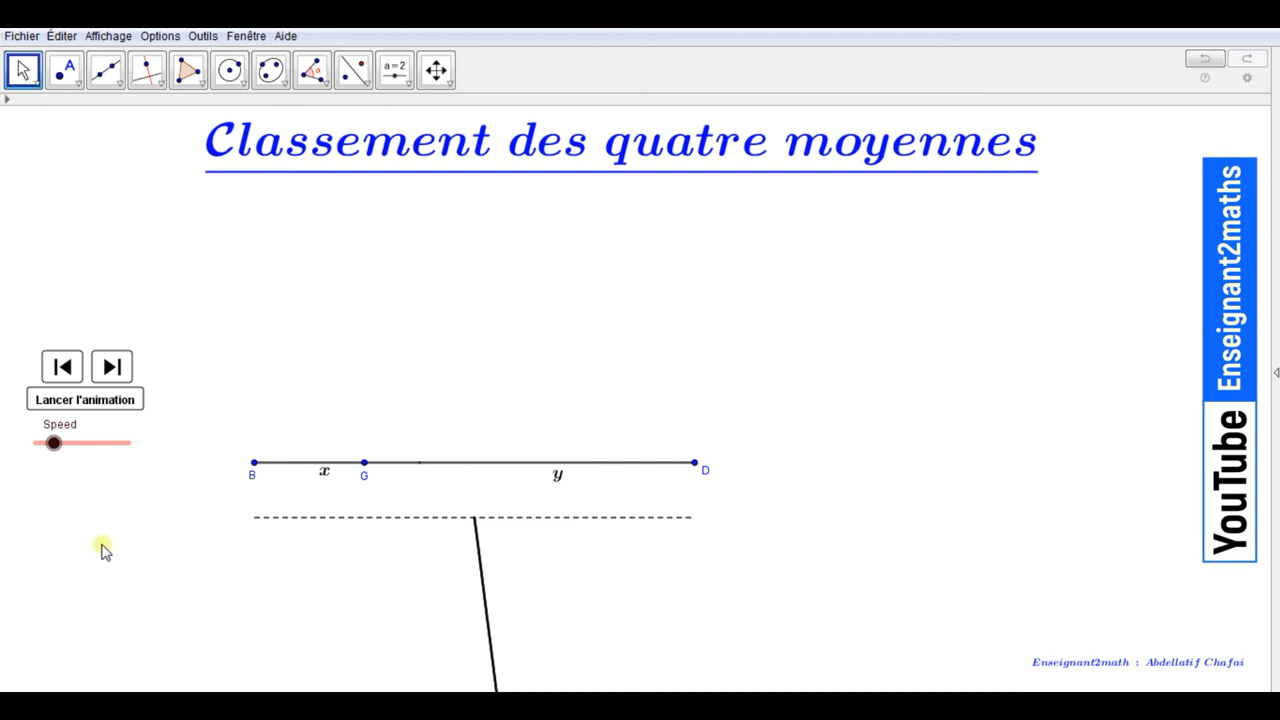 Fichier Éditer Affichage Options Outils Fenêtre Aide
A
a=2
Classement des quatre moyennes
Lancer l'animation
Speed
B
x
G
y
D
Enseignant2maths
YouTube
Enseignant2math : Abdellatif Chafai